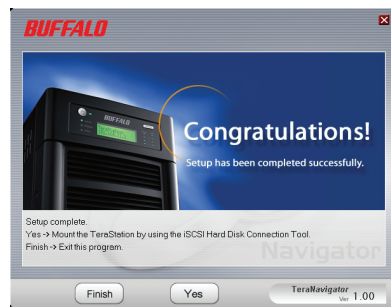 BUFFALO
BUFFALO
Congratulations!
Setup has been completed successfully.
Setup complete.
Yes -> Mount the TeraStation by using the iSCSI Hard Disk Connection Tool.
Finish -> Exit this program.
Navigator
Finish
Yes
TeraNavigator
Ver 1.00